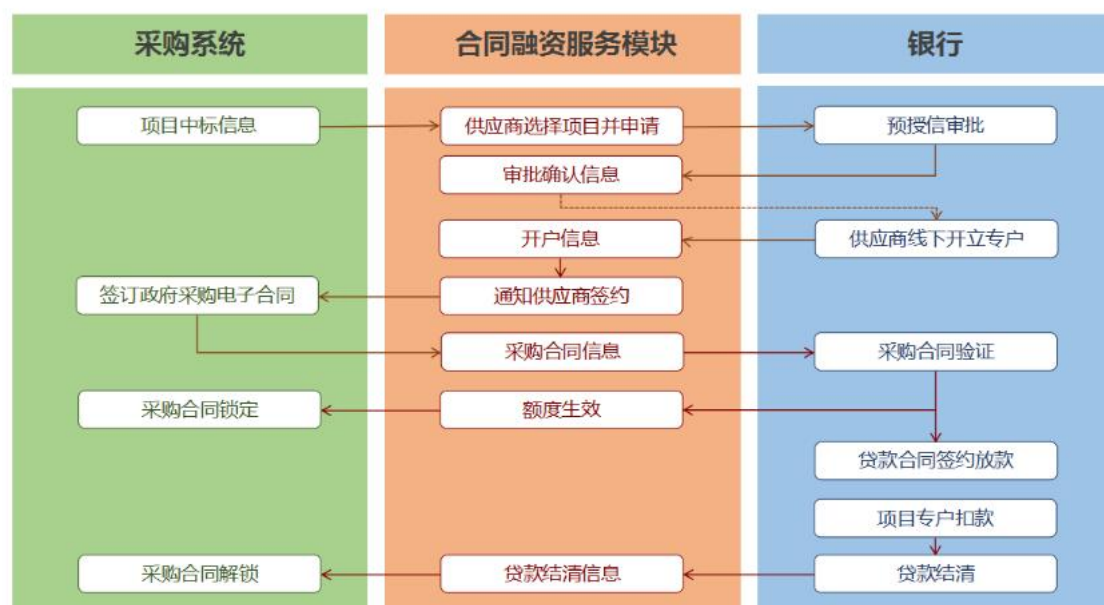 采购系统
合同融资服务模块
银行
项目中标信息
供应商选择项目并申请
预授信审批
审批确认信息
开户信息
供应商线下开立专户
签订政府采购电子合同
通知供应商签约
采购合同信息
采购合同验证
采购合同锁定
额度生效
贷款合同签约放款
项目专户扣款
采购合同解锁
贷款结清信息
贷款结清